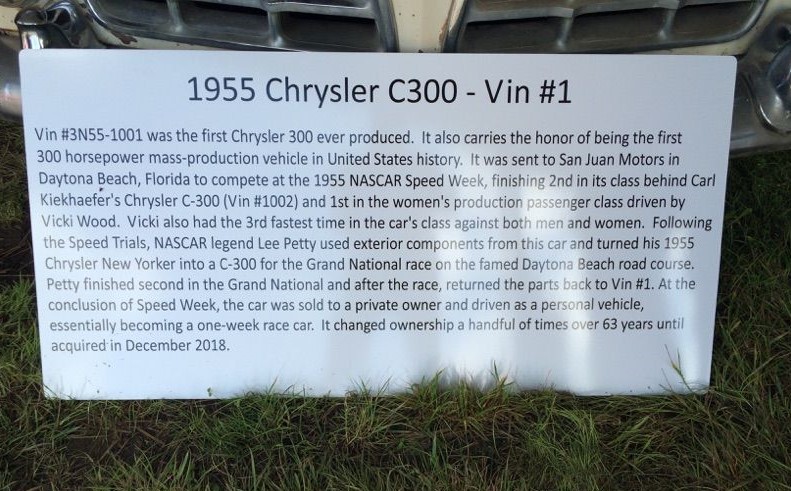 1955 Chrysler C300 - Vin #1
Vin #3N55-1001 was the first Chrysler 300 ever produced. It also carries the honor of being the first
300 horsepower mass-production vehicle in United States history. It was sent to San Juan Motors in
Daytona Beach, Florida to compete at the 1955 NASCAR Speed Week, finishing 2nd in its class behind Carl
Kiekhaefer's Chrysler C-300 (Vin #1002) and 1st in the women's production passenger class driven by
Vicki Wood. Vicki also had the 3rd fastest time in the car's class against both men and women. Following
the Speed Trials, NASCAR legend Lee Petty used exterior components from this car and turned his 1955
Chrysler New Yorker into a C-300 for the Grand National race on the famed Daytona Beach road course.
Petty finished second in the Grand National and after the race, returned the parts back to Vin #1. At the
conclusion of Speed Week, the car was sold to a private owner and driven as a personal vehicle,
essentially becoming a one-week race car. It changed ownership a handful of times over 63 years until
acquired in December 2018.